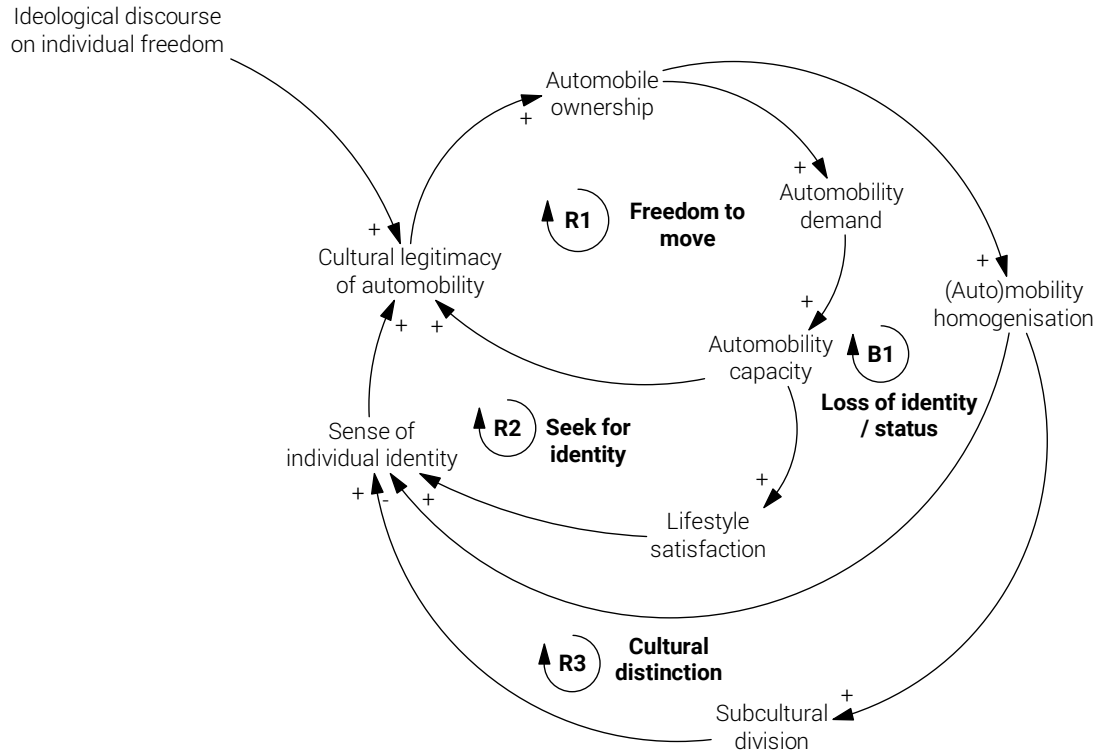 Ideological discourse
on individual freedom
Automobile
ownership
+
+
Automobility
demand
R1
Freedom to
move
+
Cultural legitimacy
of automobility
+
(Auto)mobility
homogenisation
+
+
+
Automobility
capacity
B1
Loss of identity
/ status
R2
Seek for
identity
Sense of
individual identity
+
-
+
+
Lifestyle
satisfaction
R3
Cultural
distinction
+
Subcultural
division